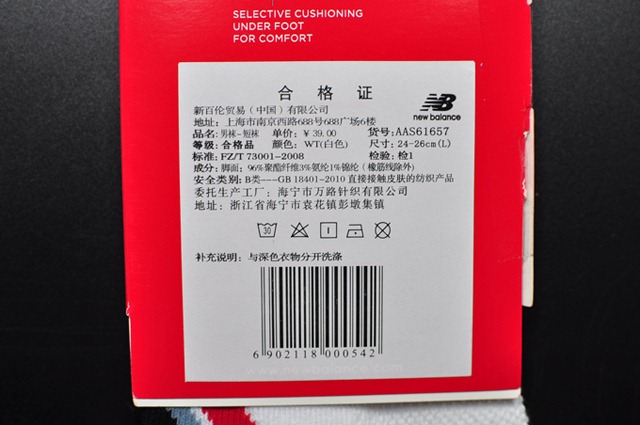 SELECTIVE CUSHIONING
UNDER FOOT
FOR COMFORT
合格证
新百伦贸易（中国）有限公司
地址：上海市南京西路688号688广场6楼
new balance
品名：男袜-短袜 单价：￥39.00 货号：AAS61657
等级：合格品 颜色：WT(白色) 尺寸：24-26cm(L)
标准：FZ/T 73001-2008 检验：检1
成分：脚面：96%聚酯纤维3%氨纶1%锦纶（橡筋线除外）
安全类别：B类---GB 18401-2010 直接接触皮肤的纺织产品
委托生产工厂：海宁市万路针织有限公司
地址：浙江省海宁市袁花镇彭墩集镇
30
补充说明：与深色衣物分开洗涤
6 902118 000542
www.newbalance.com